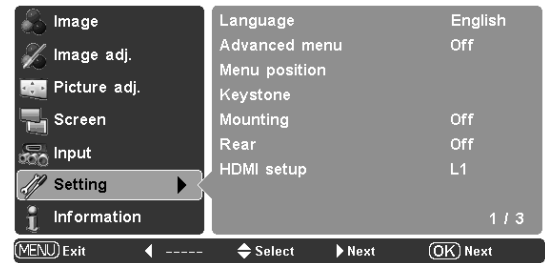 Image
Image adj.
Picture adj.
Screen
Input
Setting
Information
Language English
Advanced menu Off
Menu position
Keystone
Mounting Off
Rear Off
HDMI setup L1
1 / 3
MENU Exit ----- Select Next OK Next